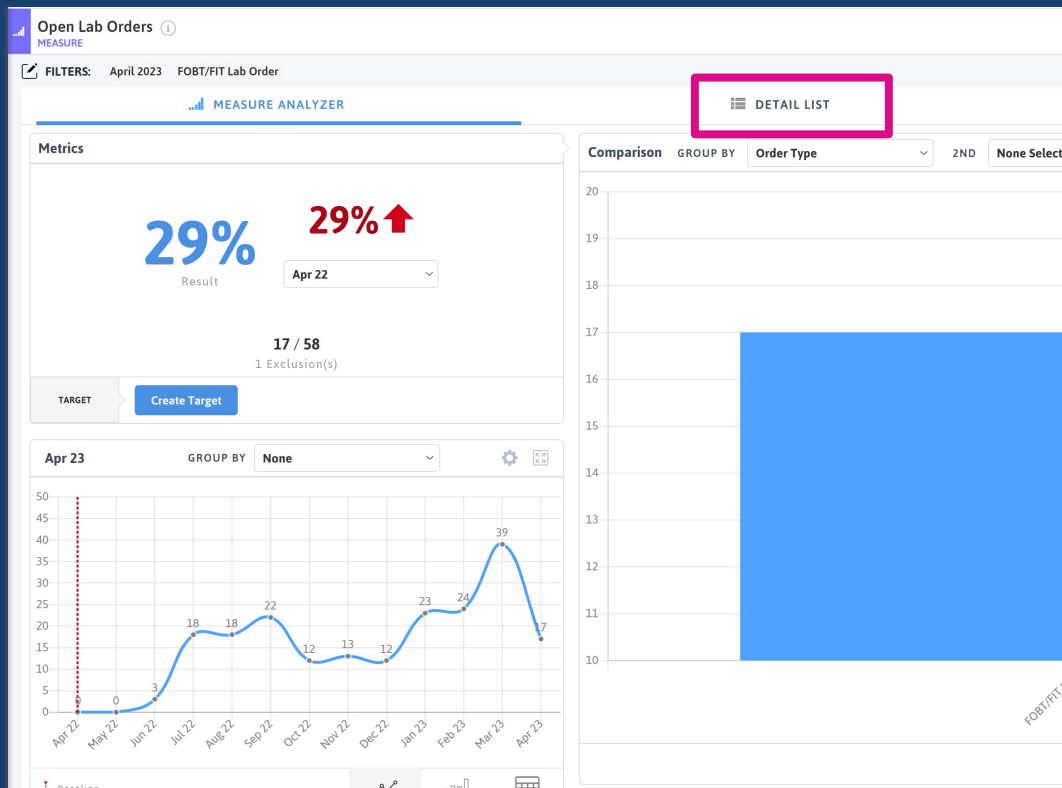 Open Lab Orders
MEASURE
FILTERS: April 2023 FOBT/FIT Lab Order
MEASURE ANALYZER
DETAIL LIST
Metrics
29%
Result
29%
Apr 22
17 / 58
1 Exclusion(s)
TARGET
Create Target
Comparison GROUP BY Order Type 2ND None Select
20
19
18
17
16
15
14
13
12
11
10
FOBT/FIT
Apr 23 GROUP BY None
50
45
40
35
30
25
20
15
10
5
0
0
0
3
18
18
22
12
13
12
23
24
39
17
Apr 22
May 22
Jun 22
Jul 22
Aug 22
Sep 22
Oct 22
Nov 22
Dec 22
Jan 23
Feb 23
Mar 23
Apr 23
Baseline